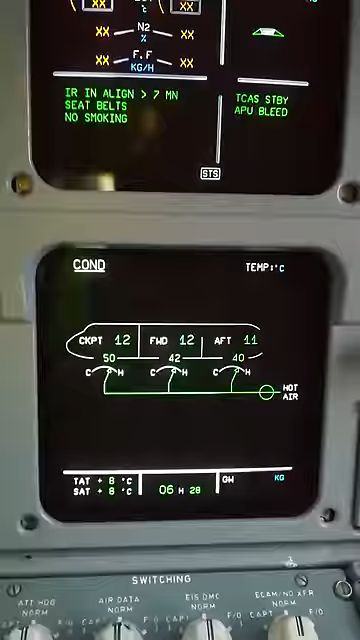 °C
XX N2 XX
%
XX F.F XX
KG/H
IR IN ALIGN > 7 MN
SEAT BELTS
NO SMOKING
TCAS STBY
APU BLEED
STS
COND
TEMP:°C
CKPT 12 FWD 12 AFT 11
50 42 40
C H C H C H
HOT
AIR
TAT + 8 °C
SAT + 8 °C
06 H 28
GW KG
SWITCHING
ATT HDG
NORM
AIR DATA
NORM
EIS DMC
NORM
ECAM/ND XFR
NORM
CAPT F/O